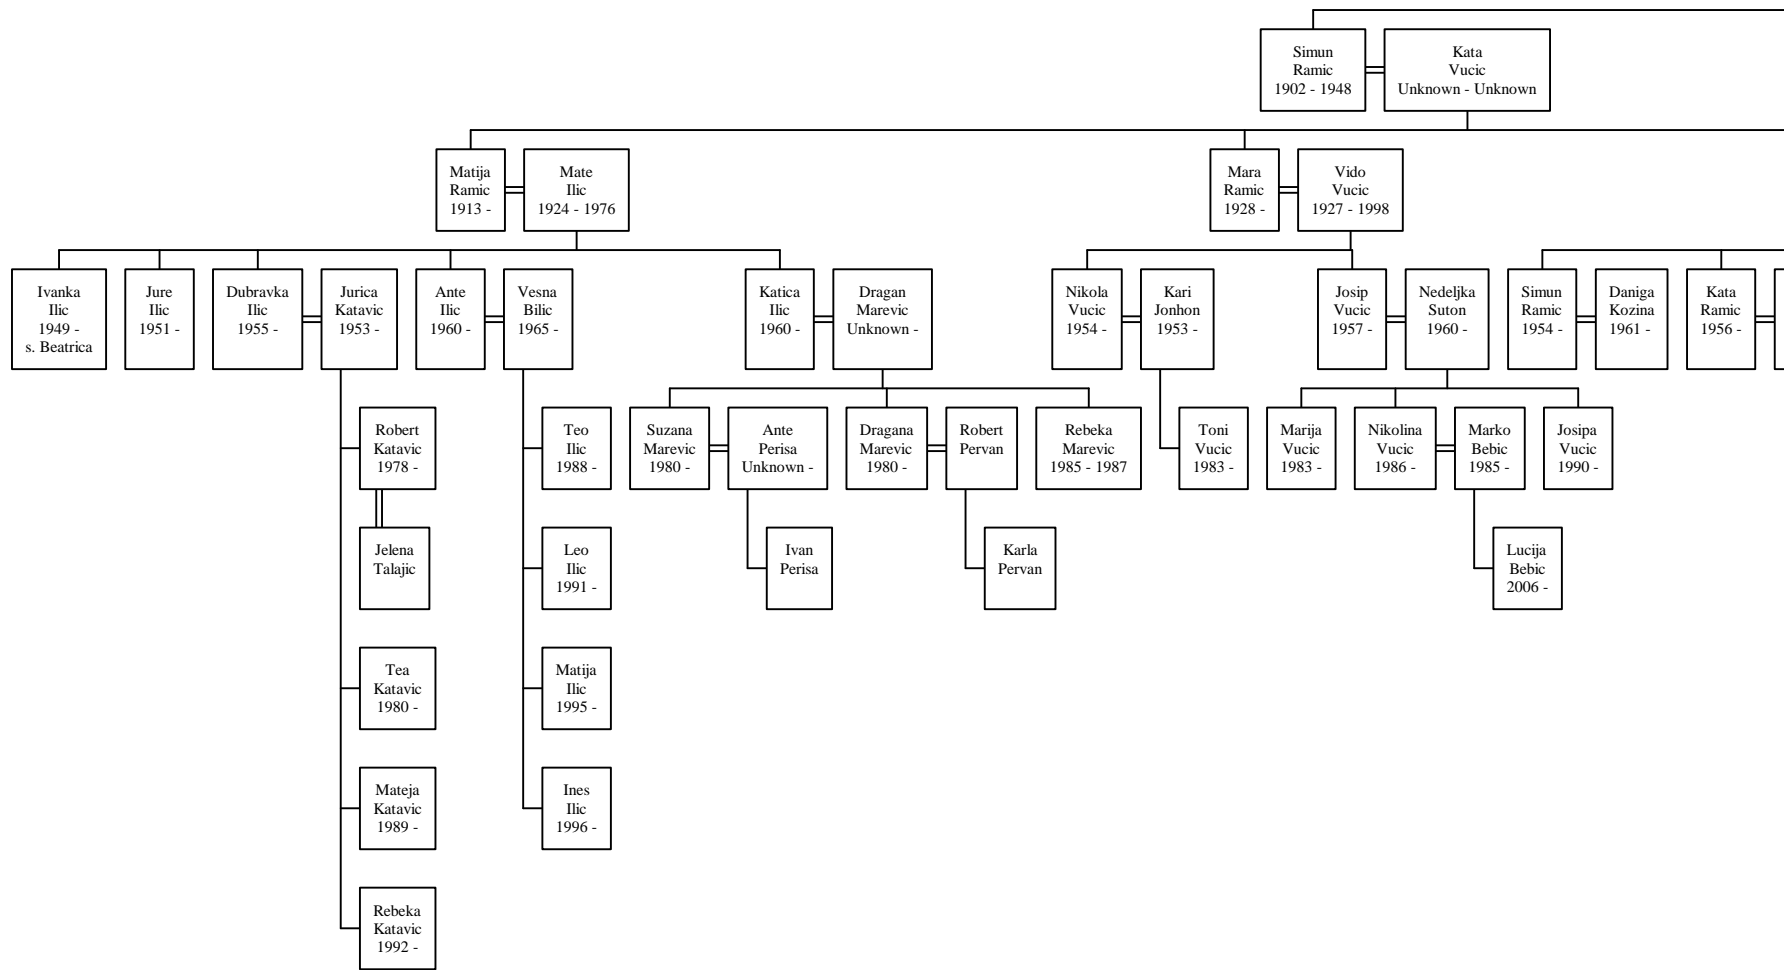 Simun
Ramic
1902 - 1948
Kata
Vucic
Unknown - Unknown
Matija
Ramic
1913 -
Mate
Ilic
1924 - 1976
Mara
Ramic
1928 -
Vido
Vucic
1927 - 1998
Ivanka
Ilic
1949 -
s. Beatrica
Jure
Ilic
1951 -
Dubravka
Ilic
1955 -
Jurica
Katavic
1953 -
Ante
Ilic
1960 -
Vesna
Bilic
1965 -
Katica
Ilic
1960 -
Dragan
Marevic
Unknown -
Nikola
Vucic
1954 -
Kari
Jonhon
1953 -
Josip
Vucic
1957 -
Nedeljka
Suton
1960 -
Simun
Ramic
1954 -
Daniga
Kozina
1961 -
Kata
Ramic
1956 -
Robert
Katavic
1978 -
Teo
Ilic
1988 -
Suzana
Marevic
1980 -
Ante
Perisa
Unknown -
Dragana
Marevic
1980 -
Robert
Pervan
Rebeka
Marevic
1985 - 1987
Toni
Vucic
1983 -
Marija
Vucic
1983 -
Nikolina
Vucic
1986 -
Marko
Bebic
1985 -
Josipa
Vucic
1990 -
Jelena
Talajic
Leo
Ilic
1991 -
Ivan
Perisa
Karla
Pervan
Lucija
Bebic
2006 -
Tea
Katavic
1980 -
Matija
Ilic
1995 -
Mateja
Katavic
1989 -
Ines
Ilic
1996 -
Rebeka
Katavic
1992 -